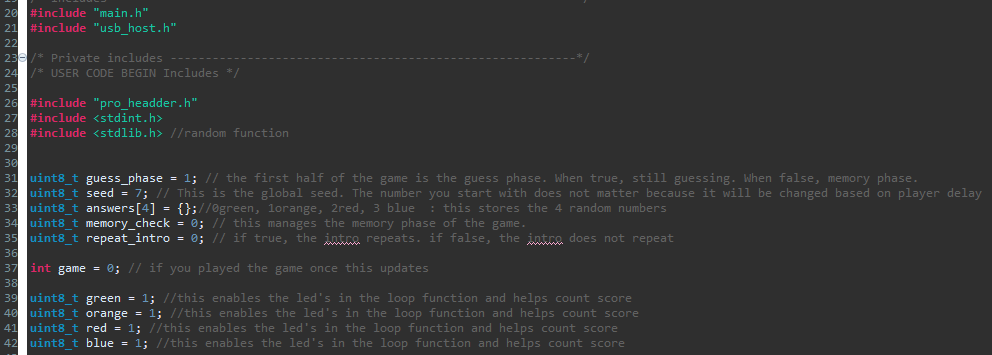 20 #include "main.h"
21 #include "usb_host.h"
22
23 /* Private includes ----------------------------------------------------------*/
24 /* USER CODE BEGIN Includes */
25
26 #include "pro_headder.h"
27 #include <stdint.h>
28 #include <stdlib.h> //random function
29
30
31 uint8_t guess_phase = 1; // the first half of the game is the guess phase. When true, still guessing. When false, memory phase.
32 uint8_t seed = 7; // This is the global seed. The number you start with does not matter because it will be changed based on player delay
33 uint8_t answers[4] = {};//0green, 1orange, 2red, 3 blue  : this stores the 4 random numbers
34 uint8_t memory_check = 0; // this manages the memory phase of the game.
35 uint8_t repeat_intro = 0; // if true, the intro repeats. if false, the intro does not repeat
36
37 int game = 0; // if you played the game once this updates
38
39 uint8_t green = 1; //this enables the led's in the loop function and helps count score
40 uint8_t orange = 1; //this enables the led's in the loop function and helps count score
41 uint8_t red = 1; //this enables the led's in the loop function and helps count score
42 uint8_t blue = 1; //this enables the led's in the loop function and helps count score